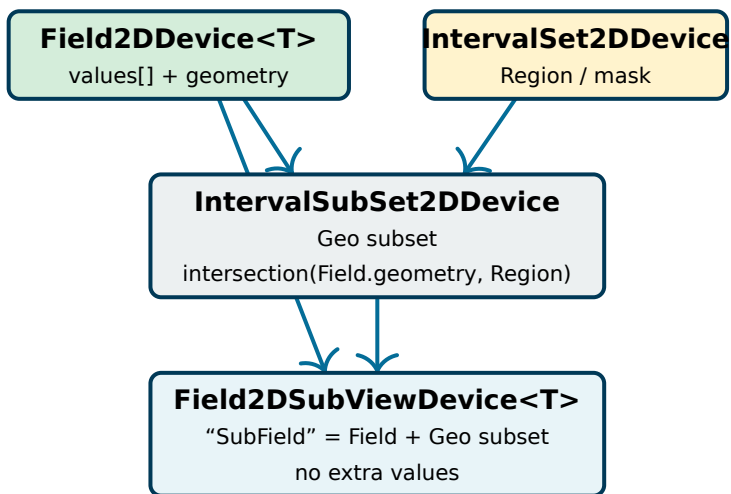 Field2DDevice<T>
values[] + geometry
IntervalSet2DDevice
Region / mask
IntervalSubSet2DDevice
Geo subset
intersection(Field.geometry, Region)
Field2DSubViewDevice<T>
“SubField” = Field + Geo subset
no extra values